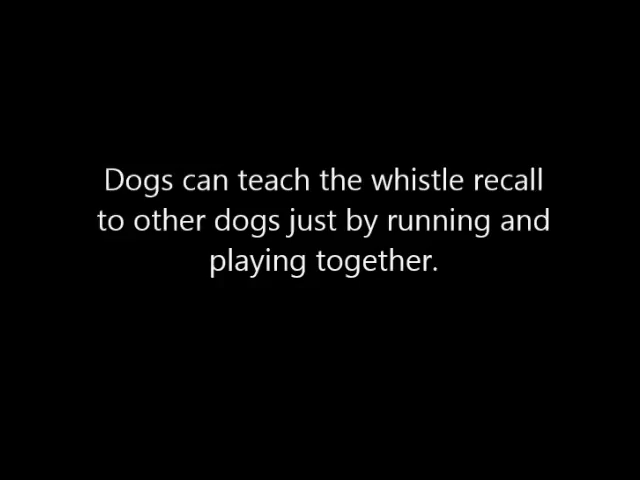 Dogs can teach the whistle recall
to other dogs just by running and
playing together.